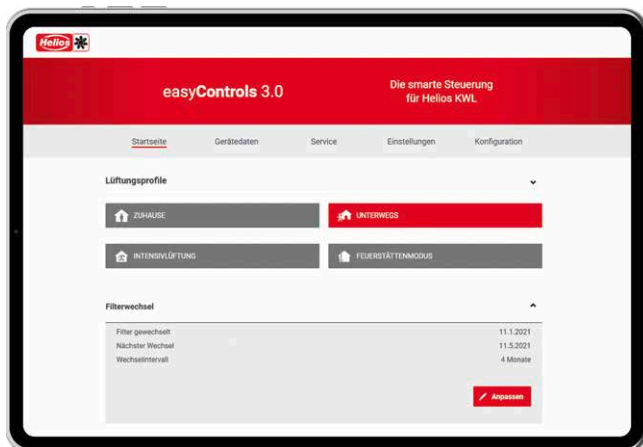 Helios
easyControls 3.0
Die smarte Steuerung
für Helios KWL
Startseite Gerätedaten Service Einstellungen Konfiguration
Lüftungsprofile
ZUHAUSE UNTERWEGS
INTENSIVLÜFTUNG FEUERSTÄTTENMODUS
Filterwechsel
Filter gewechselt 11.1.2021
Nächster Wechsel 11.5.2021
Wechselintervall 4 Monate
Anpassen